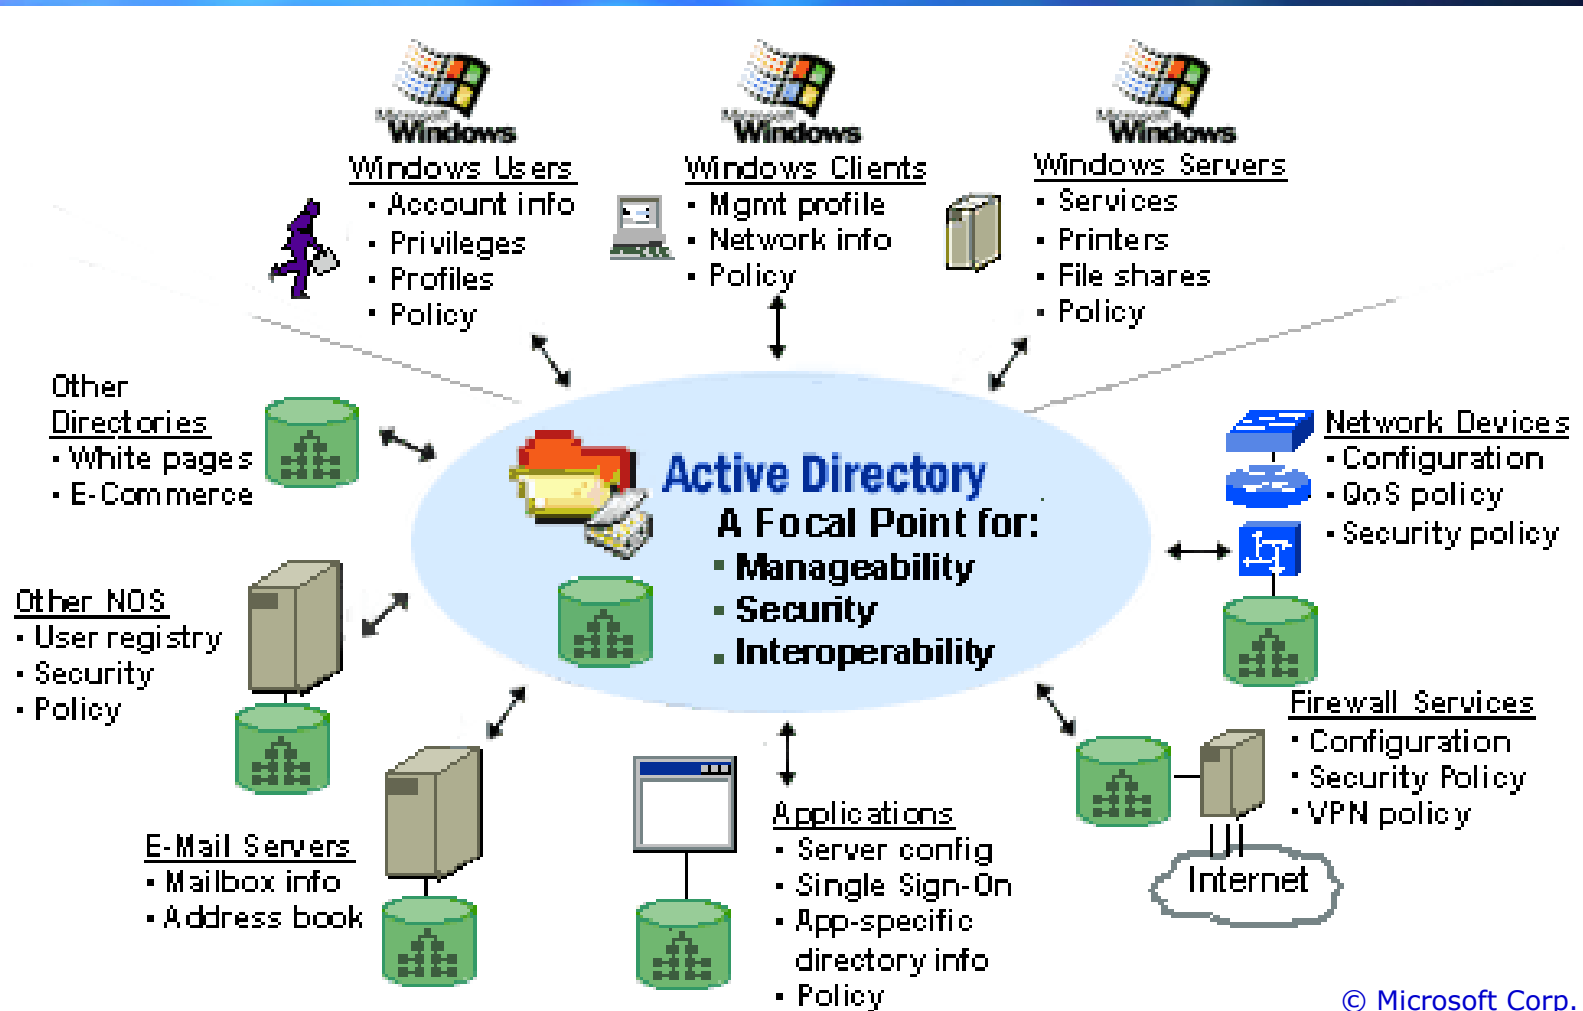 Microsoft
Windows
Windows Users
▪ Account info
▪ Privileges
▪ Profiles
▪ Policy
Microsoft
Windows
Windows Clients
▪ Mgmt profile
▪ Network info
▪ Policy
Microsoft
Windows
Windows Servers
▪ Services
▪ Printers
▪ File shares
▪ Policy
Other
Directories
▪ White pages
▪ E-Commerce
Active Directory
A Focal Point for:
▪ Manageability
▪ Security
▪ Interoperability
Network Devices
▪ Configuration
▪ QoS policy
▪ Security policy
Other NOS
▪ User registry
▪ Security
▪ Policy
Firewall Services
▪ Configuration
▪ Security Policy
▪ VPN policy
Internet
E-Mail Servers
▪ Mailbox info
▪ Address book
Applications
▪ Server config
▪ Single Sign-On
▪ App-specific
directory info
▪ Policy
© Microsoft Corp.